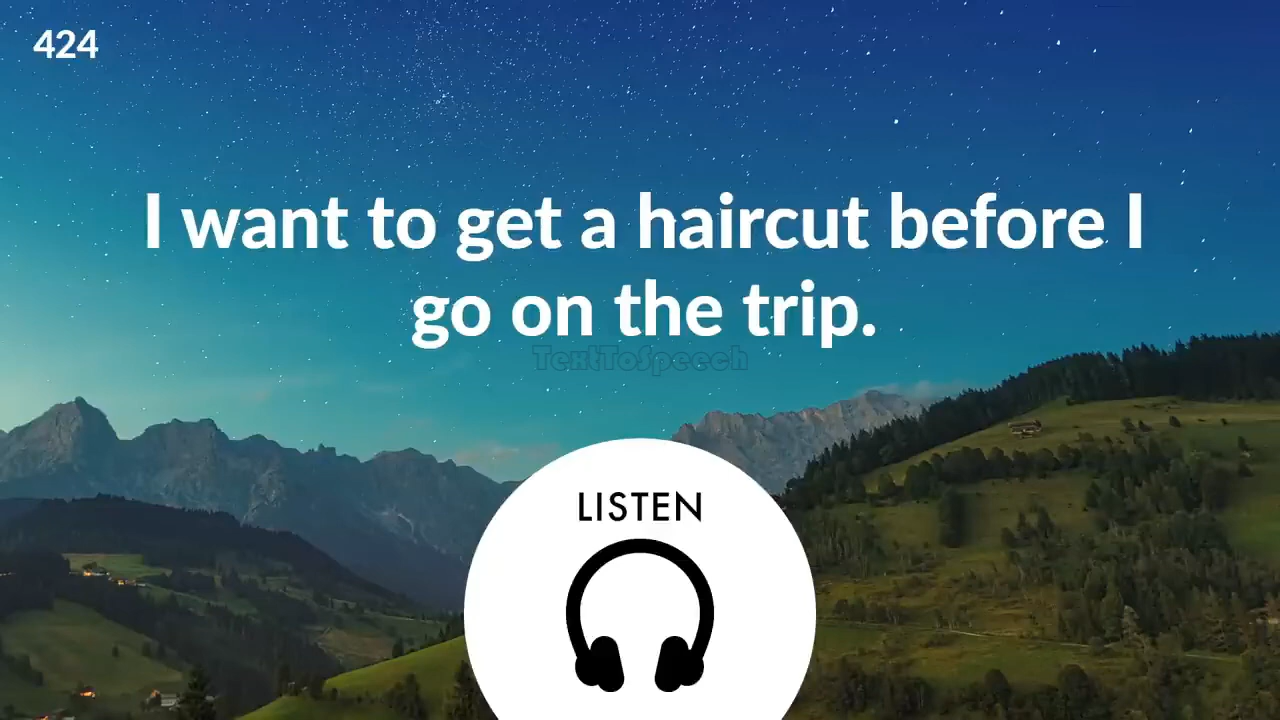 424
I want to get a haircut before I
go on the trip.
TextToSpeech
LISTEN